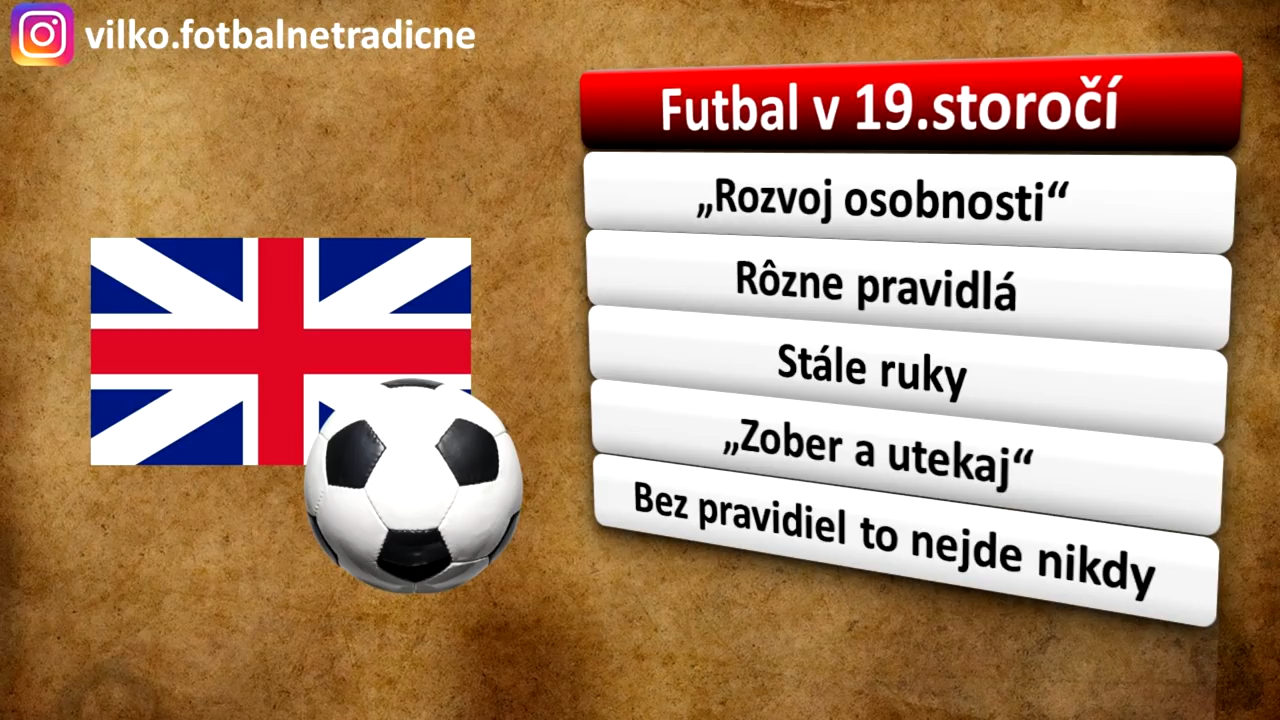 vilko.fotbalnetradicne
Futbal v 19.storočí
„Rozvoj osobnosti“
Rôzne pravidlá
Stále ruky
„Zober a utekaj“
Bez pravidiel to nejde nikdy